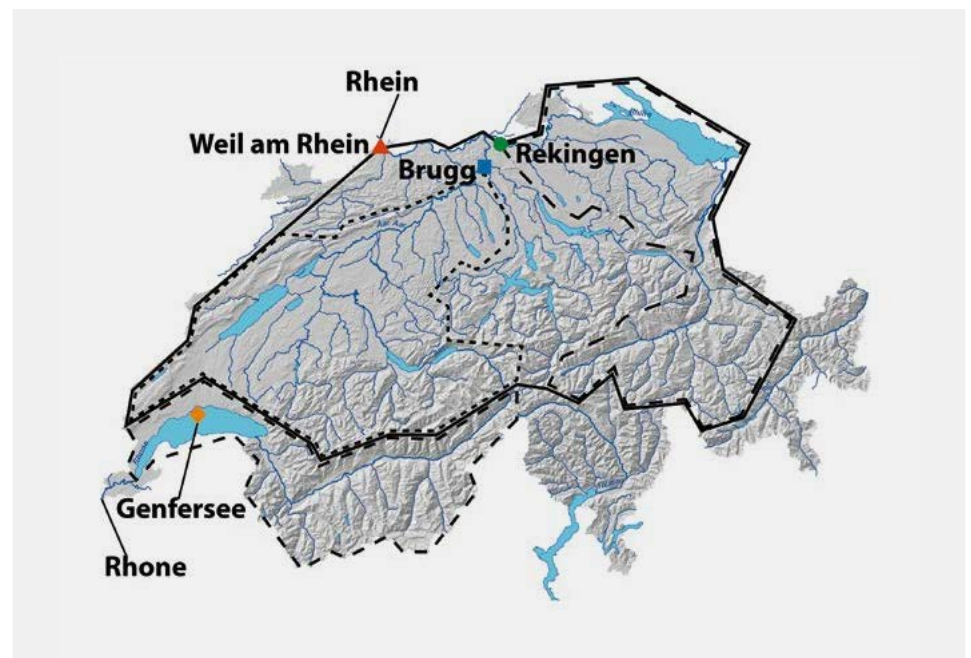 Rhein
Weil am Rhein
Rekingen
Brugg
Genfersee
Rhone